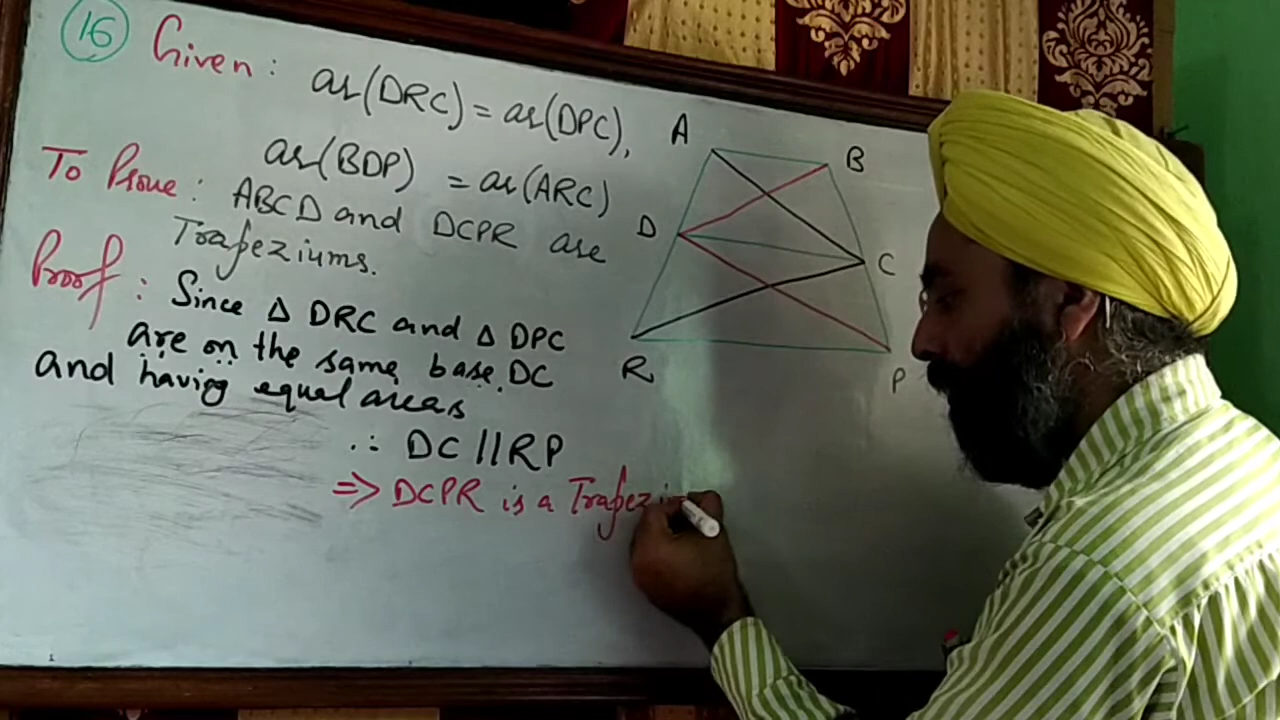 16 Given: ar(DRC) = ar(DPC),
ar(BDP) = ar(ARC)
To Prove: ABCD and DCPR are
Trapeziums.
Proof: Since Δ DRC and Δ DPC
are on the same base DC
and having equal areas
∴ DC // RP
=> DCPR is a
A
B
D
C
R
P